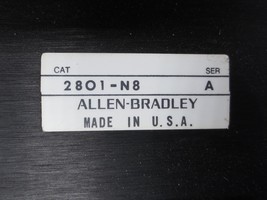 CAT SER
2801-N8 A
ALLEN-BRADLEY
MADE IN U.S.A.